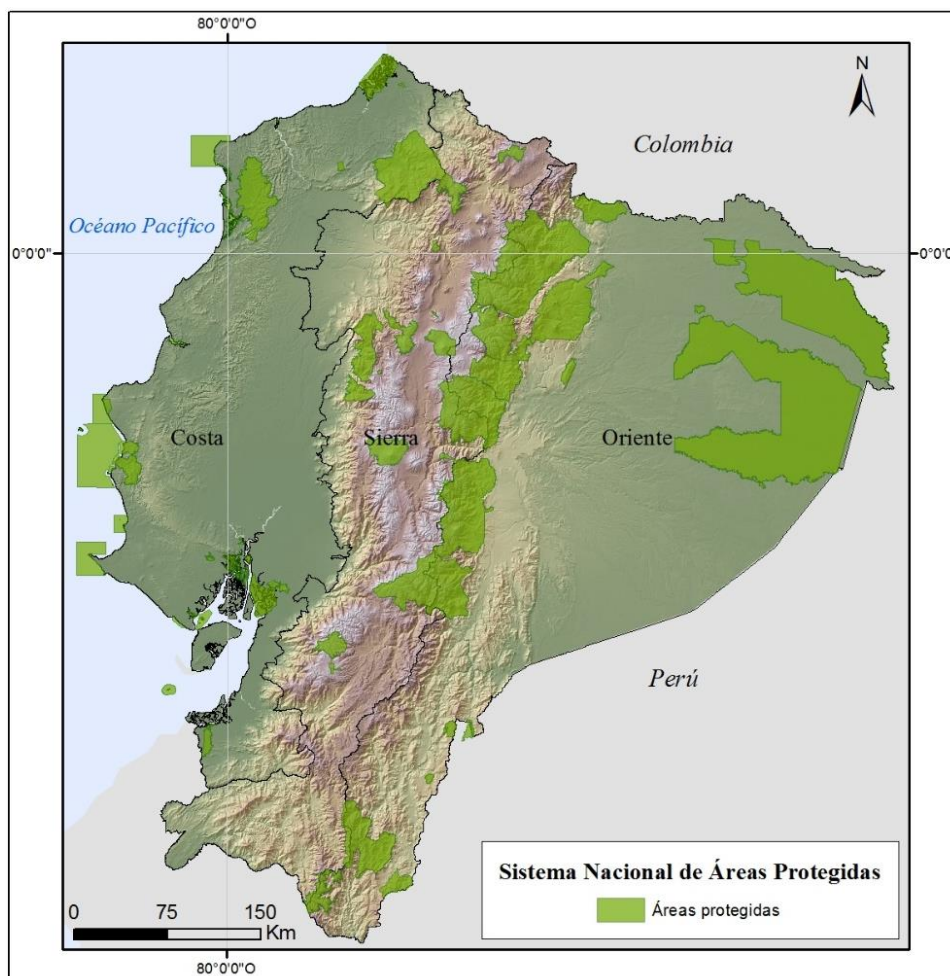 80°0'0"O
N
Colombia
Océano Pacífico
0°0'0"
0°0'0"
Costa
Sierra
Oriente
Perú
Sistema Nacional de Áreas Protegidas
Áreas protegidas
0 75 150
Km
80°0'0"O